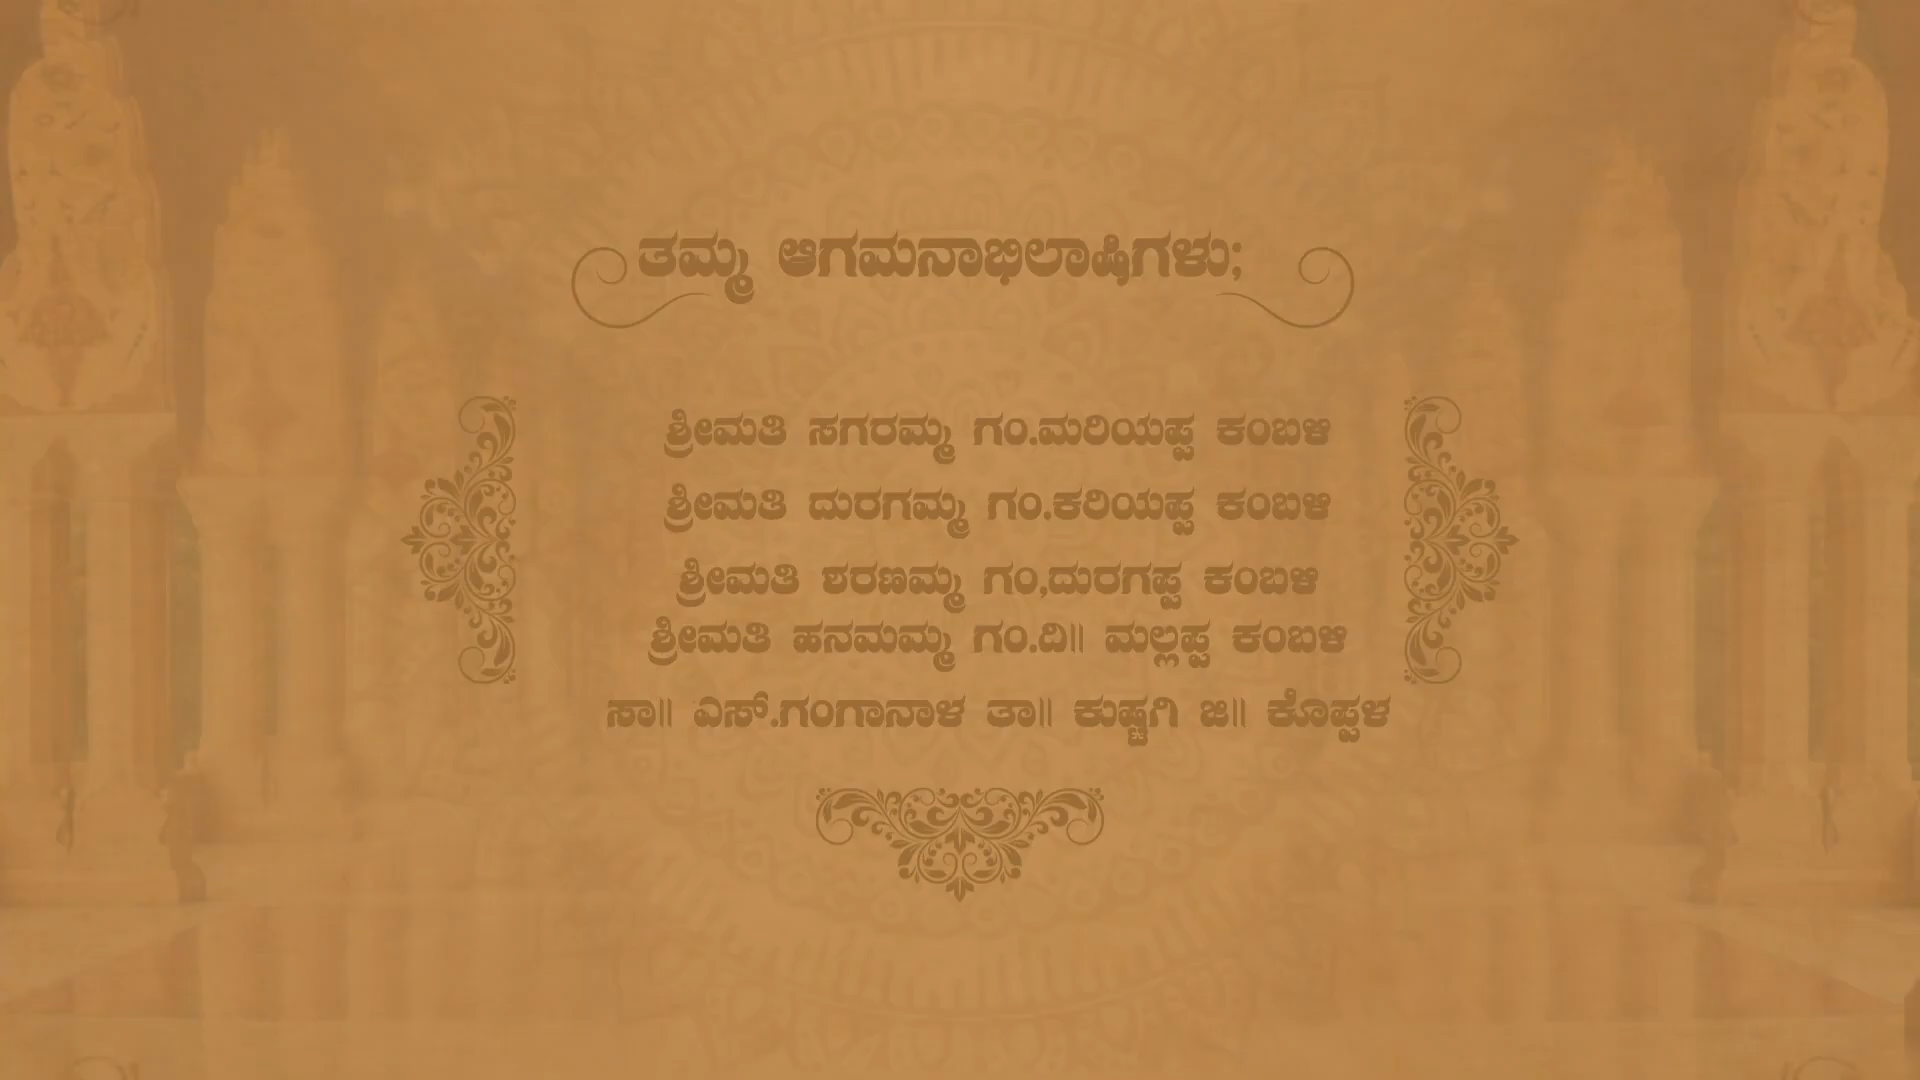 ತಮ್ಮ ಆಗಮನಾಭಿಲಾಷಿಗಳು;
ಶ್ರೀಮತಿ ಸಗರಮ್ಮ ಗಂ.ಮರಿಯಪ್ಪ ಕಂಬಳಿ
ಶ್ರೀಮತಿ ದುರಗಮ್ಮ ಗಂ.ಕರಿಯಪ್ಪ ಕಂಬಳಿ
ಶ್ರೀಮತಿ ಶರಣಮ್ಮ ಗಂ,ದುರಗಪ್ಪ ಕಂಬಳಿ
ಶ್ರೀಮತಿ ಹನಮಮ್ಮ ಗಂ.ದಿ॥ ಮಲ್ಲಪ್ಪ ಕಂಬಳಿ
ಸಾ॥ ಎಸ್.ಗಂಗಾನಾಳ ತಾ॥ ಕುಷ್ಟಗಿ ಜಿ॥ ಕೊಪ್ಪಳ